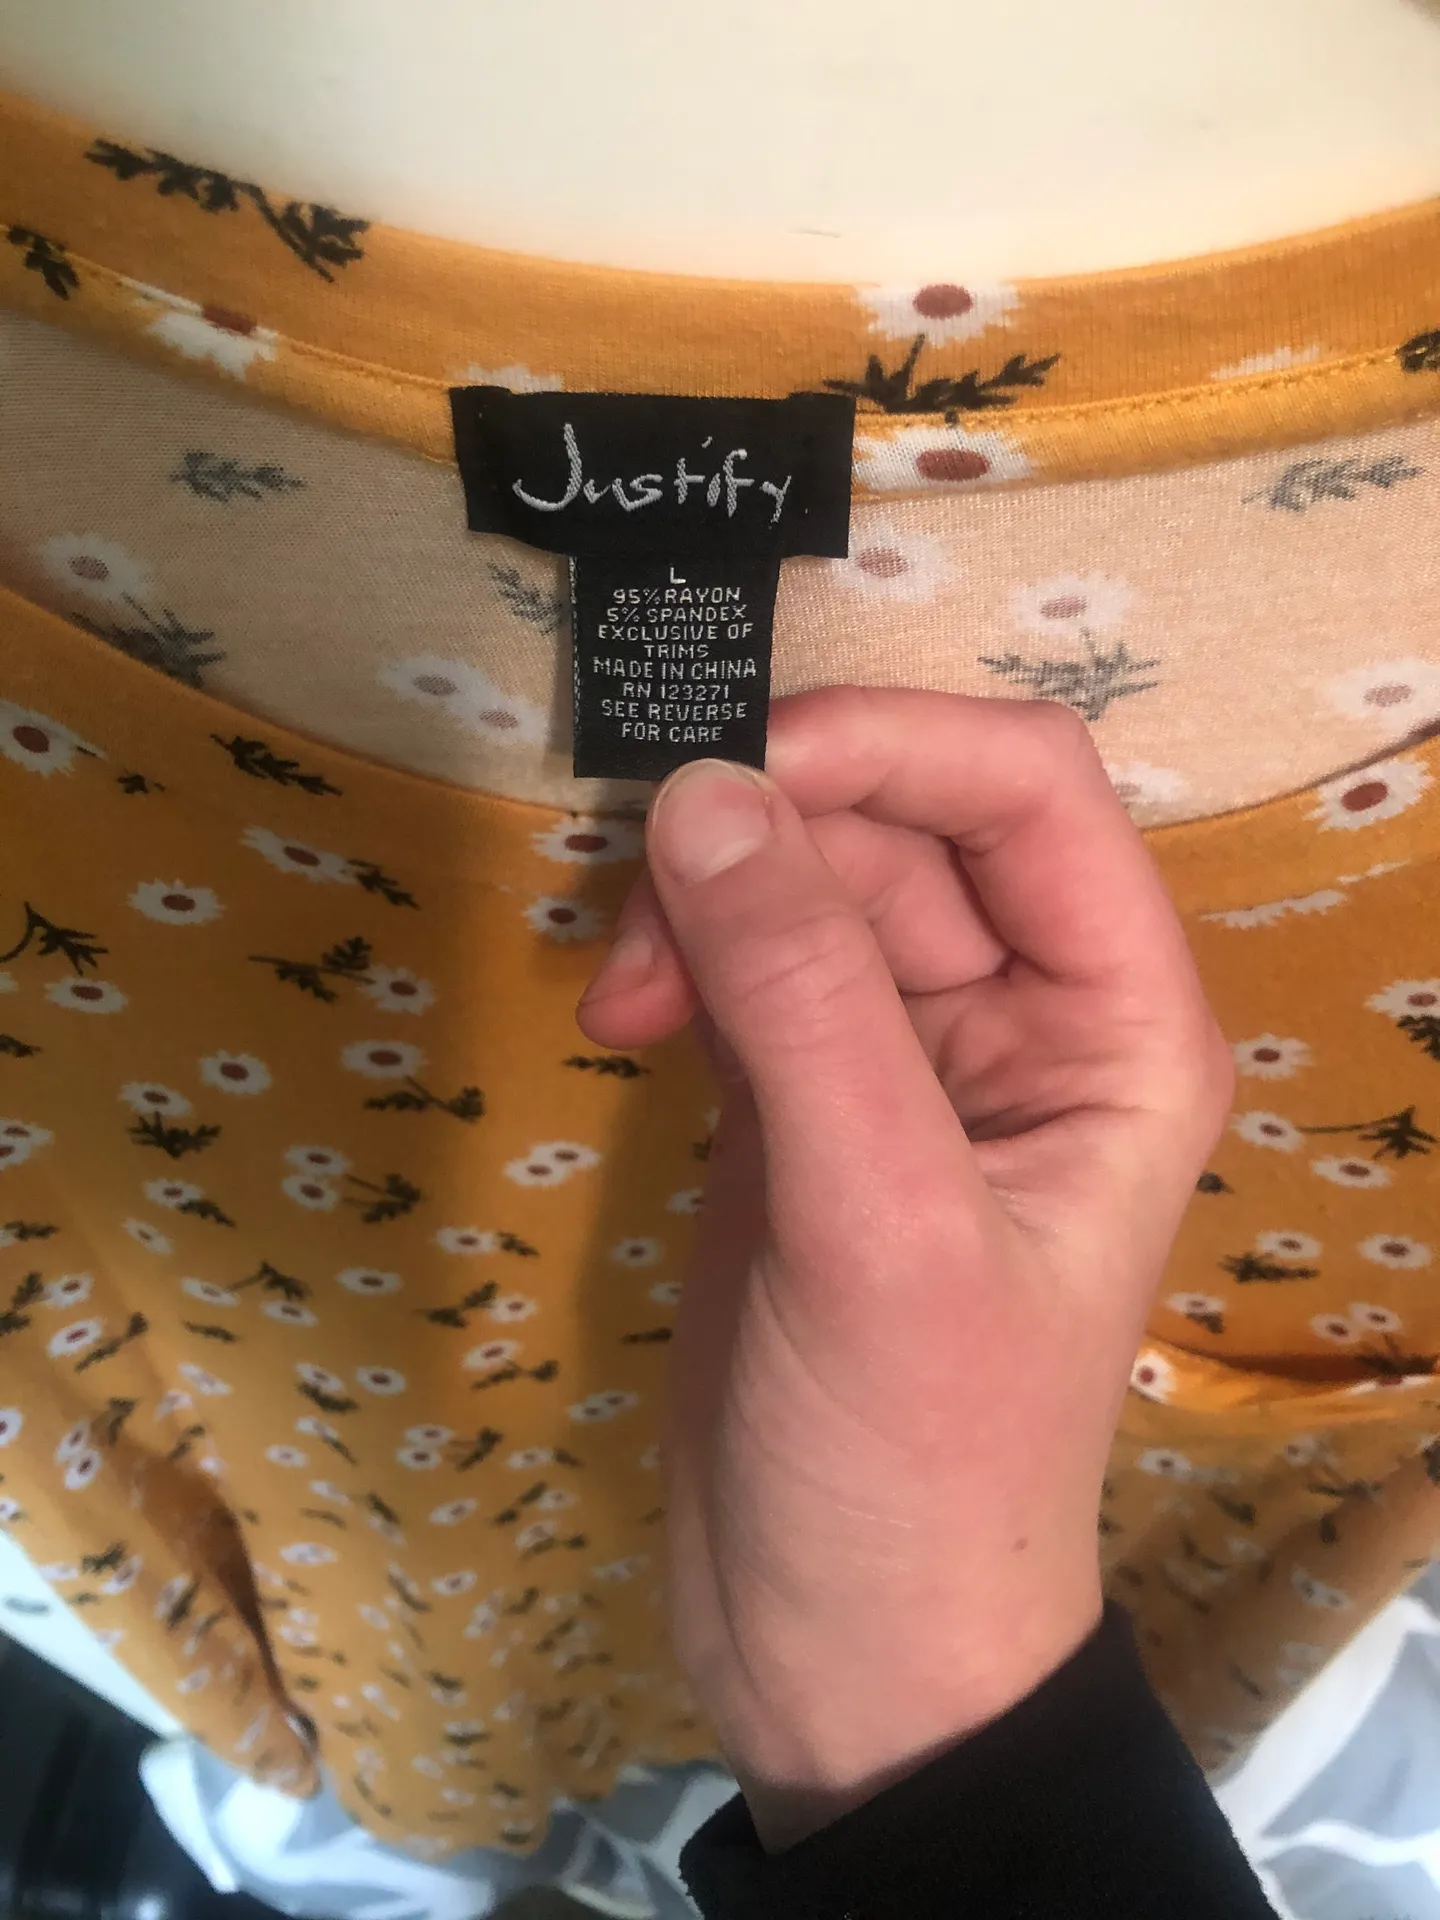 Justify
L
95% RAYON
5% SPANDEX
EXCLUSIVE OF
TRIMS
MADE IN CHINA
RN 123271
SEE REVERSE
FOR CARE